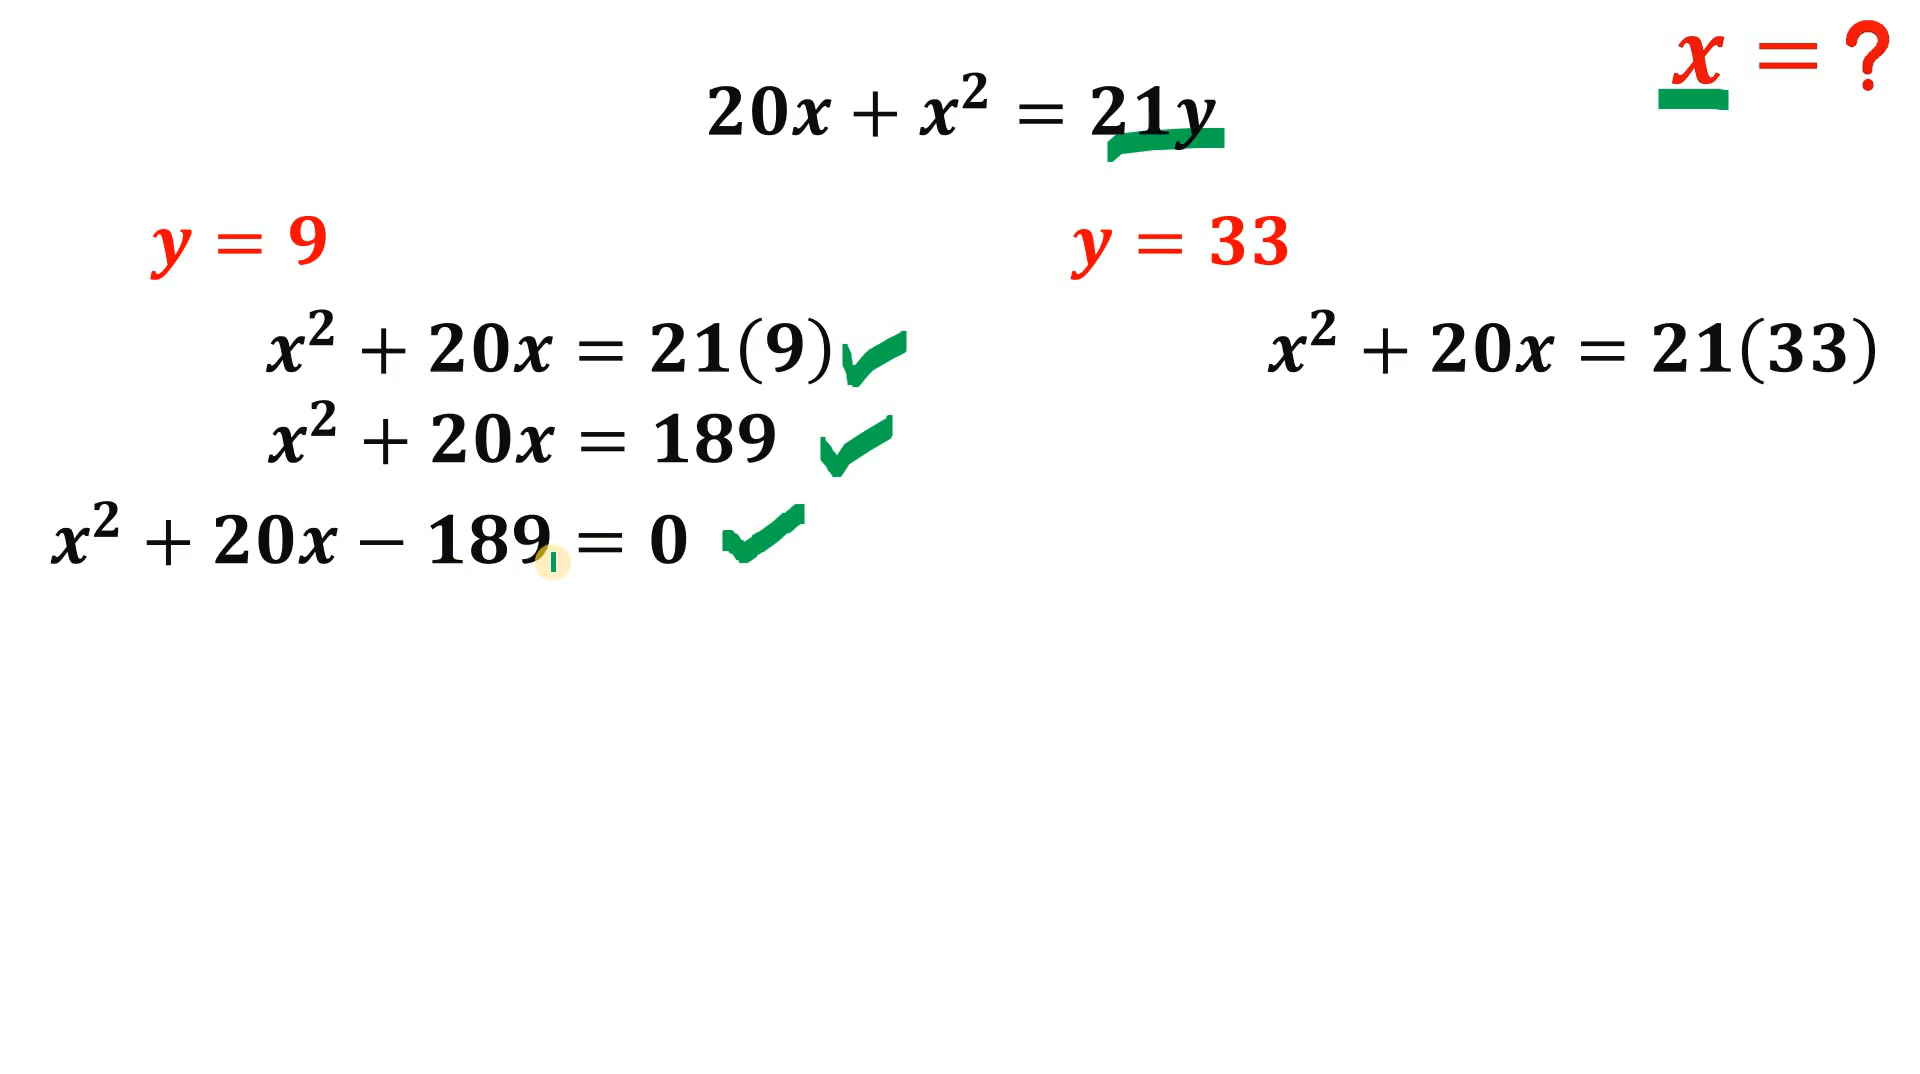 x = ?
20x + x² = 21y
y = 9
y = 33
x² + 20x = 21(9)
x² + 20x = 21(33)
x² + 20x = 189
x² + 20x − 189 = 0